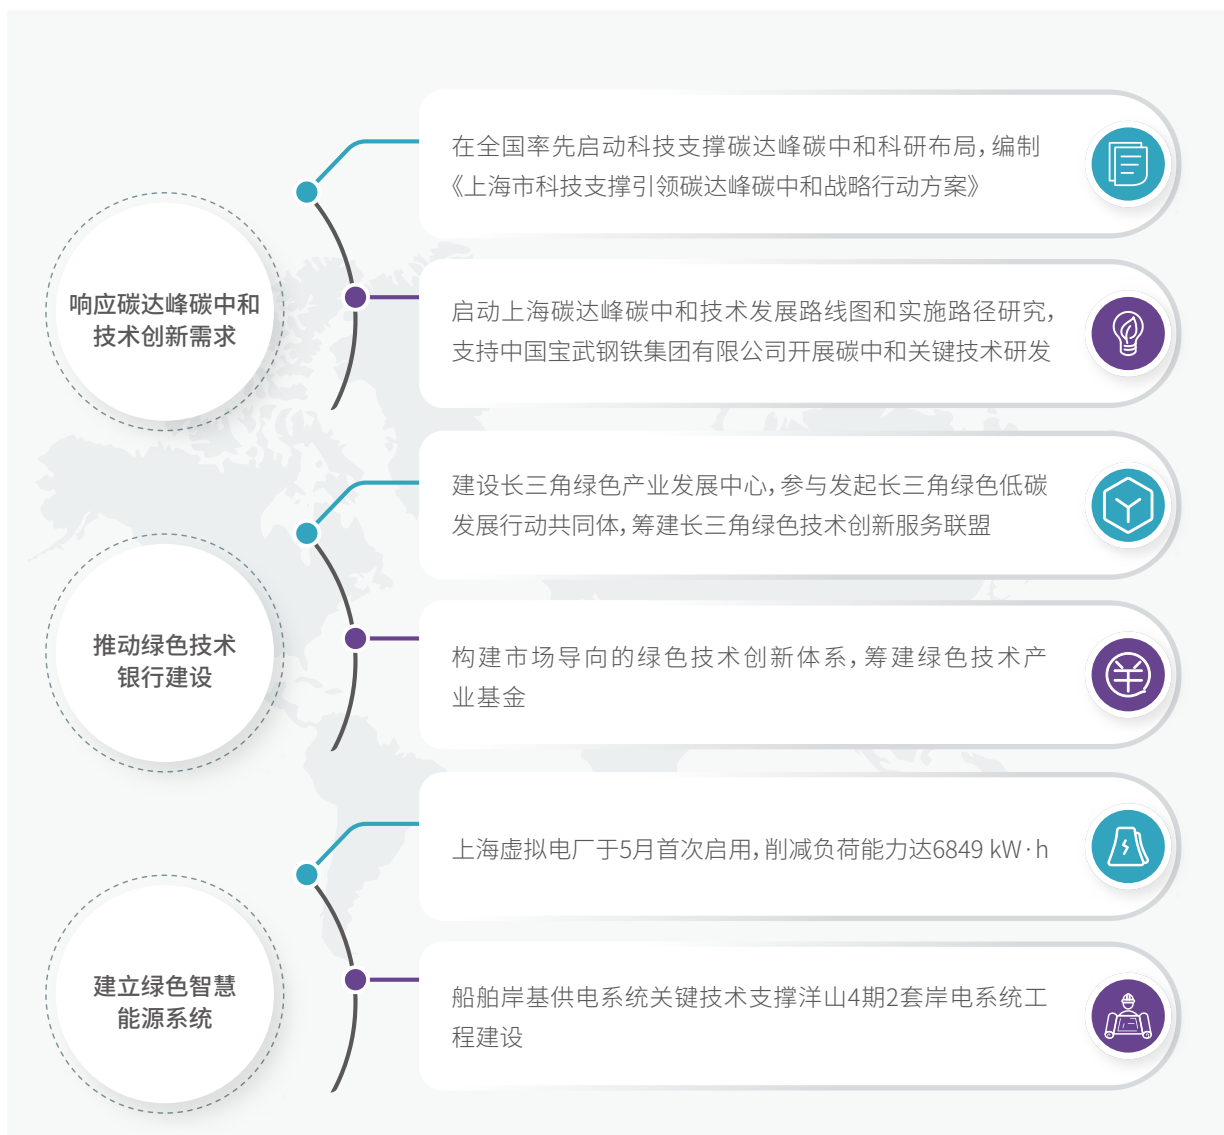 响应碳达峰碳中和
技术创新需求
在全国率先启动科技支撑碳达峰碳中和科研布局，编制
《上海市科技支撑引领碳达峰碳中和战略行动方案》
启动上海碳达峰碳中和技术发展路线图和实施路径研究，
支持中国宝武钢铁集团有限公司开展碳中和关键技术研发
推动绿色技术
银行建设
建设长三角绿色产业发展中心，参与发起长三角绿色低碳
发展行动共同体，筹建长三角绿色技术创新服务联盟
构建市场导向的绿色技术创新体系，筹建绿色技术产
业基金
建立绿色智慧
能源系统
上海虚拟电厂于5月首次启用，削减负荷能力达6849 kW·h
船舶岸基供电系统关键技术支撑洋山4期2套岸电系统工
程建设